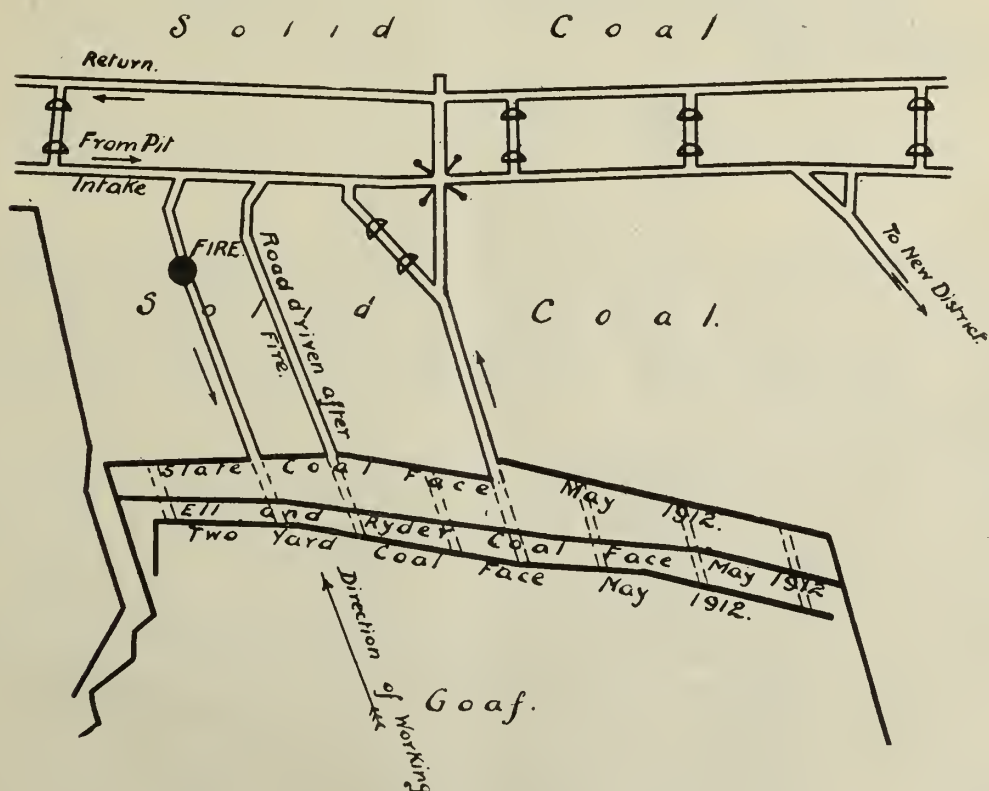 Solid Coal
Return.
From Pit
Intake
FIRE.
Road driven after
Fire.
To New District.
Solid Coal.
Slate Coal Face May 1912.
Ell and Ryder Coal Face May 1912
Two Yard Coal Face May 1912.
Direction of Working
Goaf.